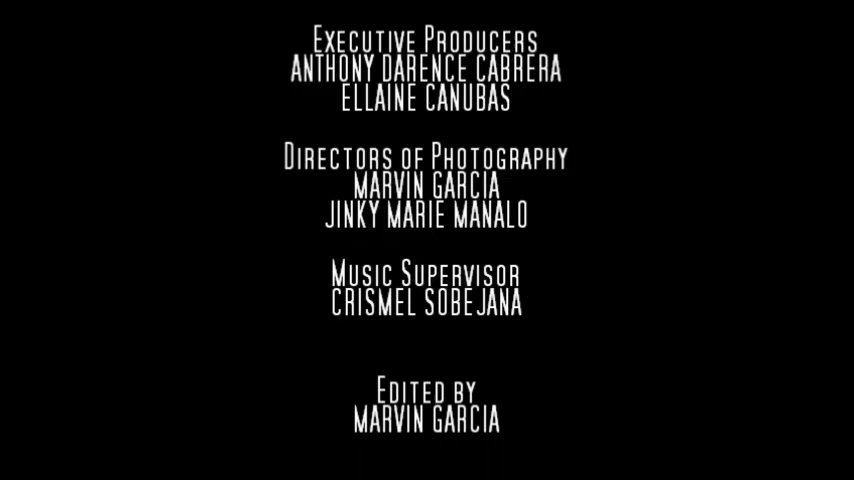 Executive Producers
ANTHONY DARENCE CABRERA
ELLAINE CANUBAS
Directors of Photography
MARVIN GARCIA
JINKY MARIE MANALO
Music Supervisor
CRISMEL SOBEJANA
Edited by
MARVIN GARCIA